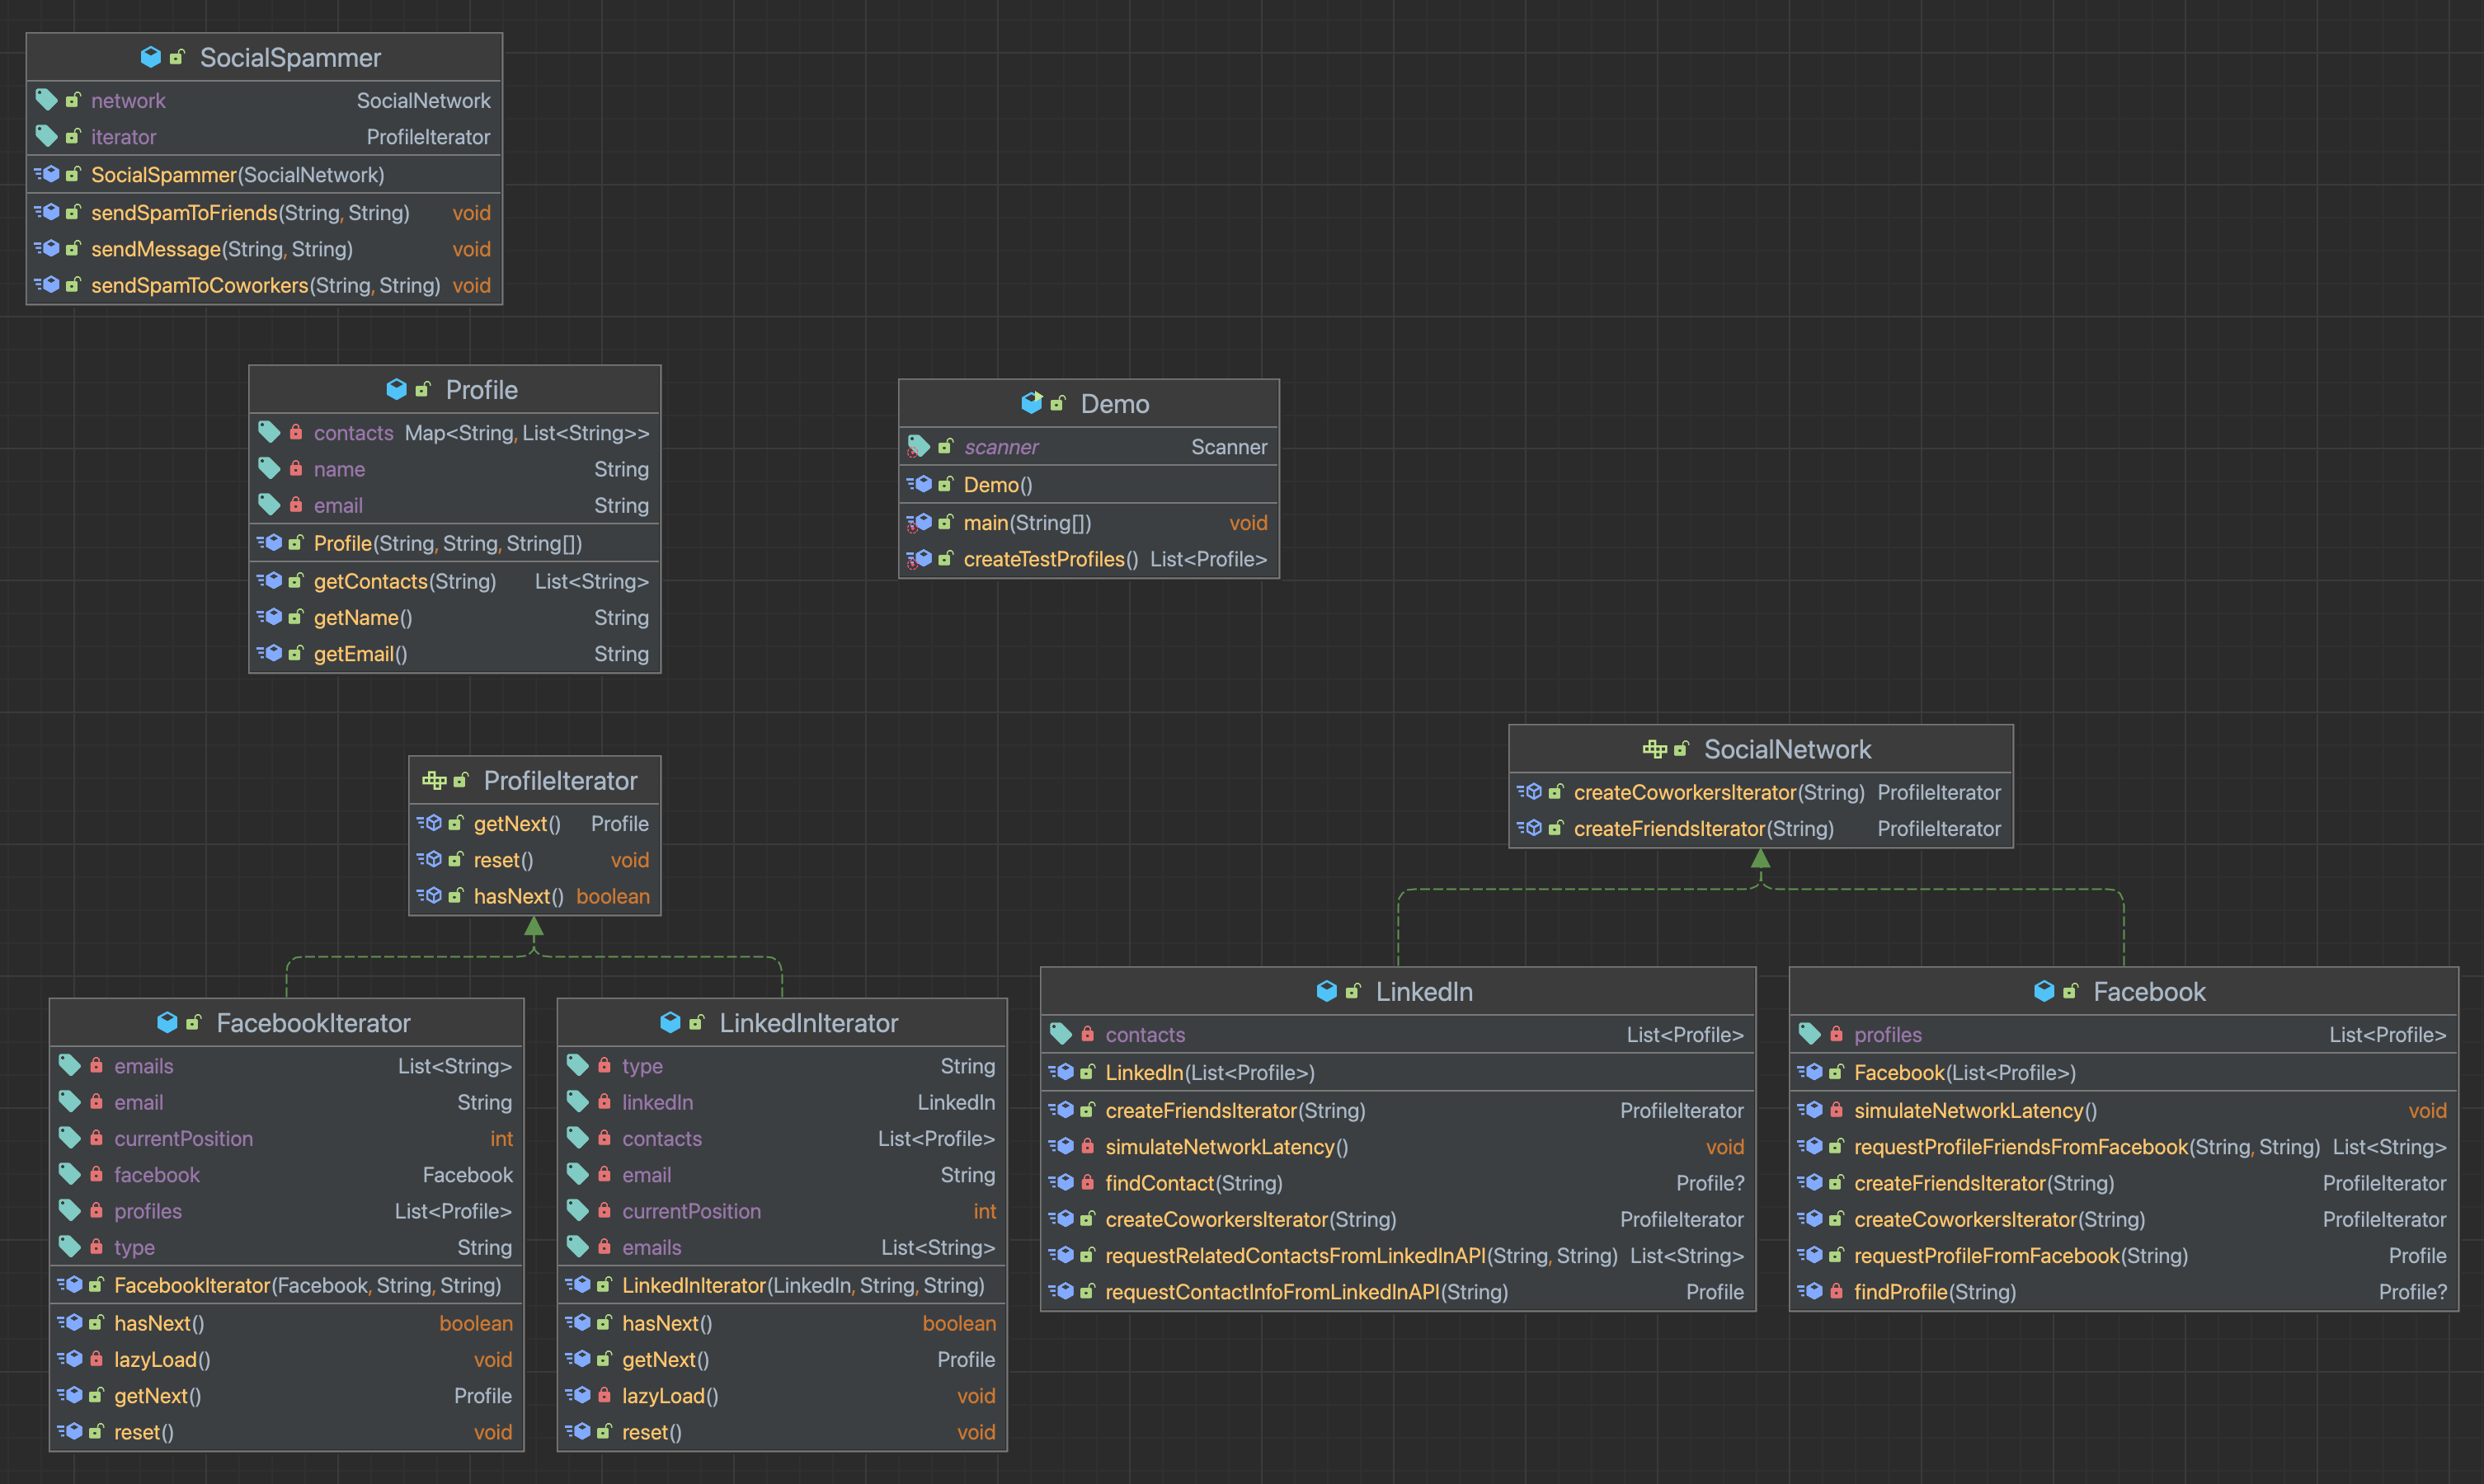 SocialSpammer
network SocialNetwork
iterator ProfileIterator
SocialSpammer(SocialNetwork)
sendSpamToFriends(String, String) void
sendMessage(String, String) void
sendSpamToCoworkers(String, String) void
Profile
contacts Map<String, List<String>>
name String
email String
Profile(String, String, String[])
getContacts(String) List<String>
getName() String
getEmail() String
Demo
scanner Scanner
Demo()
main(String[]) void
createTestProfiles() List<Profile>
ProfileIterator
getNext() Profile
reset() void
hasNext() boolean
SocialNetwork
createCoworkersIterator(String) ProfileIterator
createFriendsIterator(String) ProfileIterator
FacebookIterator
emails List<String>
email String
currentPosition int
facebook Facebook
profiles List<Profile>
type String
FacebookIterator(Facebook, String, String)
hasNext() boolean
lazyLoad() void
getNext() Profile
reset() void
LinkedInIterator
type String
linkedIn LinkedIn
contacts List<Profile>
email String
currentPosition int
emails List<String>
LinkedInIterator(LinkedIn, String, String)
hasNext() boolean
getNext() Profile
lazyLoad() void
reset() void
LinkedIn
contacts List<Profile>
LinkedIn(List<Profile>)
createFriendsIterator(String) ProfileIterator
simulateNetworkLatency() void
findContact(String) Profile?
createCoworkersIterator(String) ProfileIterator
requestRelatedContactsFromLinkedInAPI(String, String) List<String>
requestContactInfoFromLinkedInAPI(String) Profile
Facebook
profiles List<Profile>
Facebook(List<Profile>)
simulateNetworkLatency() void
requestProfileFriendsFromFacebook(String, String) List<String>
createFriendsIterator(String) ProfileIterator
createCoworkersIterator(String) ProfileIterator
requestProfileFromFacebook(String) Profile
findProfile(String) Profile?